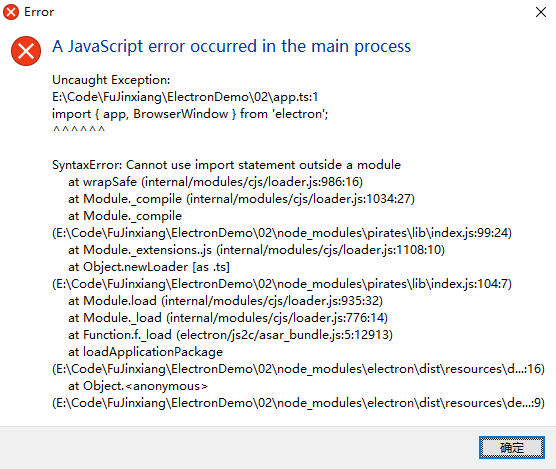 Error
A JavaScript error occurred in the main process
Uncaught Exception:
E:\Code\FuJinxiang\ElectronDemo\02\app.ts:1
import { app, BrowserWindow } from 'electron';
^^^^^^
SyntaxError: Cannot use import statement outside a module
at wrapSafe (internal/modules/cjs/loader.js:986:16)
at Module._compile (internal/modules/cjs/loader.js:1034:27)
at Module._compile
(E:\Code\FuJinxiang\ElectronDemo\02\node_modules\pirates\lib\index.js:99:24)
at Module._extensions..js (internal/modules/cjs/loader.js:1108:10)
at Object.newLoader [as .ts]
(E:\Code\FuJinxiang\ElectronDemo\02\node_modules\pirates\lib\index.js:104:7)
at Module.load (internal/modules/cjs/loader.js:935:32)
at Module._load (internal/modules/cjs/loader.js:776:14)
at Function.f._load (electron/js2c/asar_bundle.js:5:12913)
at loadApplicationPackage
(E:\Code\FuJinxiang\ElectronDemo\02\node_modules\electron\dist\resources\d...:16)
at Object.<anonymous>
(E:\Code\FuJinxiang\ElectronDemo\02\node_modules\electron\dist\resources\de...:9)
确定